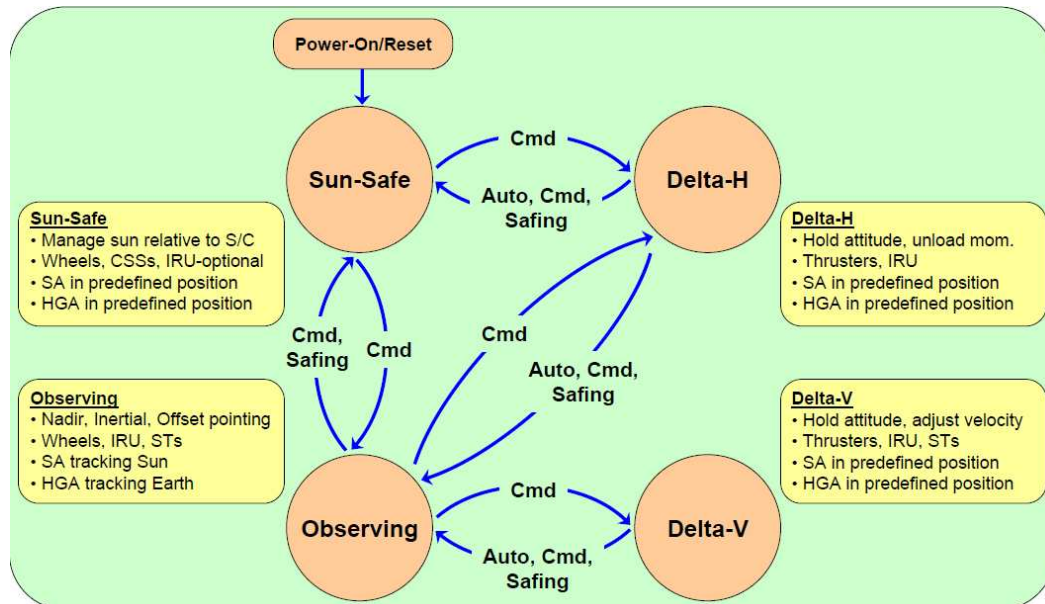 Power-On/Reset
Sun-Safe
Cmd
Auto, Cmd,
Safing
Delta-H
Sun-Safe
• Manage sun relative to S/C
• Wheels, CSSs, IRU-optional
• SA in predefined position
• HGA in predefined position
Delta-H
• Hold attitude, unload mom.
• Thrusters, IRU
• SA in predefined position
• HGA in predefined position
Cmd,
Safing
Cmd
Cmd
Auto, Cmd,
Safing
Observing
• Nadir, Inertial, Offset pointing
• Wheels, IRU, STs
• SA tracking Sun
• HGA tracking Earth
Delta-V
• Hold attitude, adjust velocity
• Thrusters, IRU, STs
• SA in predefined position
• HGA in predefined position
Observing
Cmd
Auto, Cmd,
Safing
Delta-V